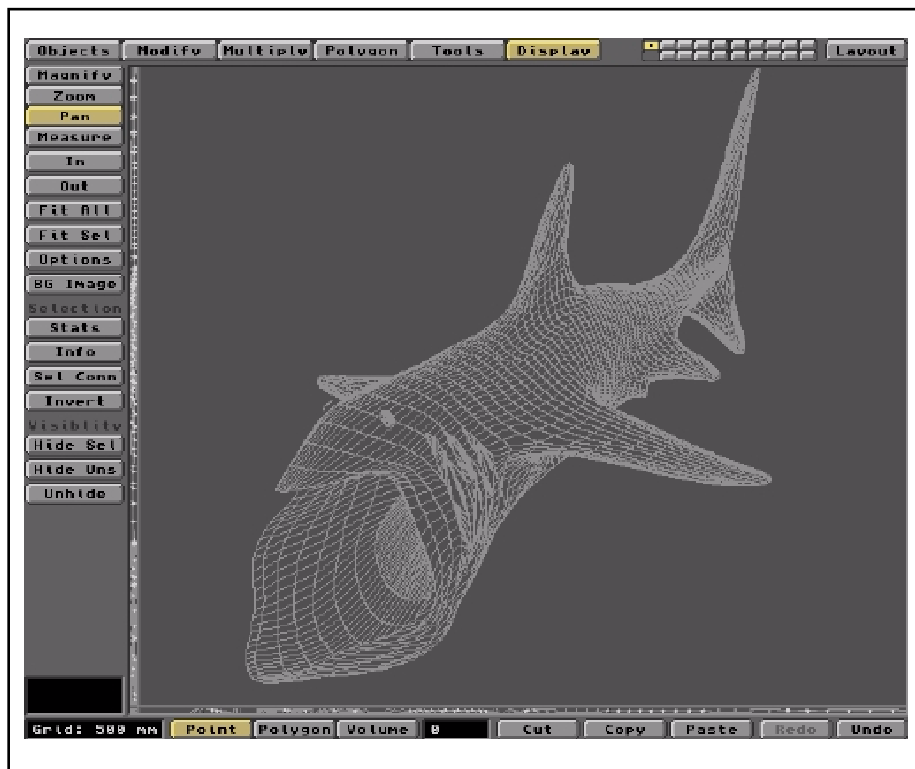 Objects Modify Multiply Polygon Tools Display Layout
Magnify
Zoom
Pan
Measure
In
Out
Fit All
Fit Sel
Options
BG Image
Selection
Stats
Info
Sel Conn
Invert
Visiblity
Hide Sel
Hide Uns
Unhide
Grid: 500 mm Point Polygon Volume 0 Cut Copy Paste Redo Undo